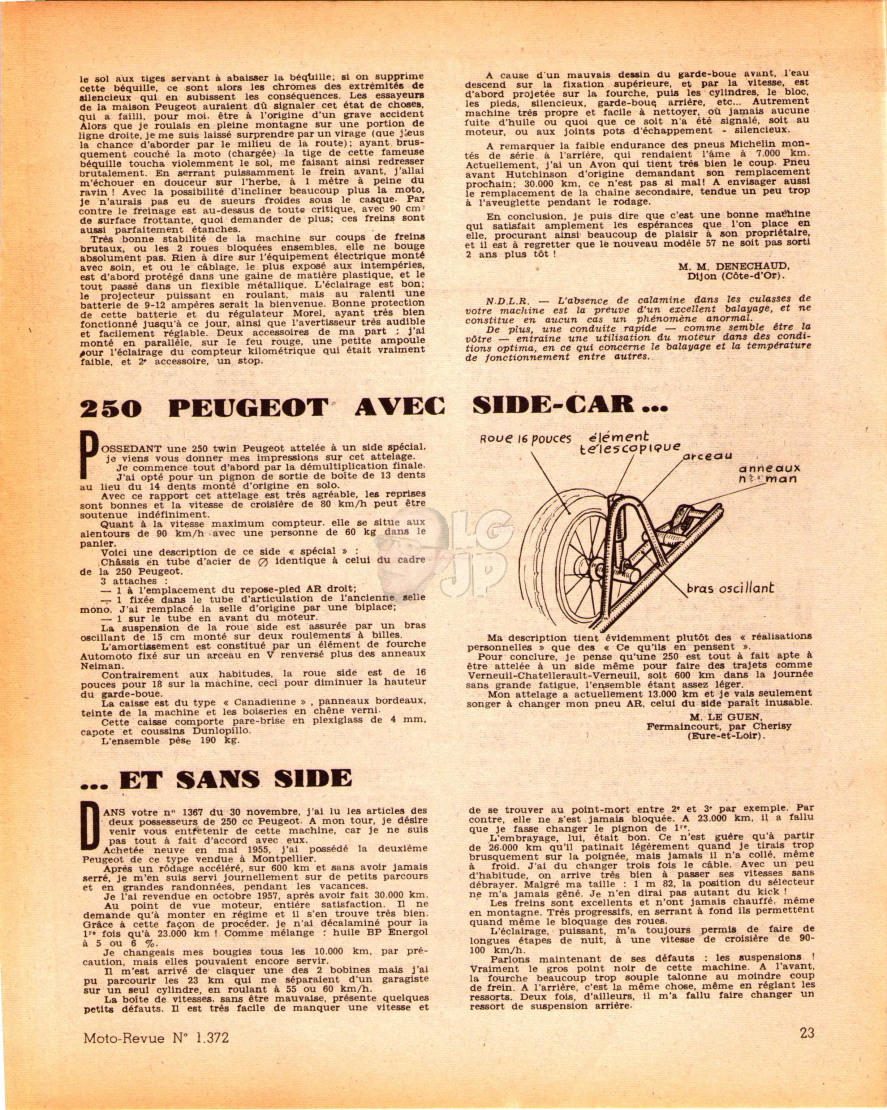 le sol aux tiges servant à abaisser la béquille; si on supprime
cette béquille, ce sont alors les chromes des extrémités de
silencieux qui en subissent les conséquences. Les essayeurs
de la maison Peugeot auraient dû signaler cet état de choses,
qui a failli, pour moi, être à l'origine d'un grave accident
Alors que je roulais en pleine montagne sur une portion de
ligne droite, je me suis laissé surprendre par un virage (que j'eus
la chance d'aborder par le milieu de la route); ayant brus-
quement couché la moto (chargée) la tige de cette fameuse
béquille toucha violemment le sol, me faisant ainsi redresser
brutalement. En serrant puissamment le frein avant, j'allai
m'échouer en douceur sur l'herbe, à 1 mètre à peine du
ravin ! Avec la possibilité d'incliner beaucoup plus la moto,
je n'aurais pas eu de sueurs froides sous le casque. Par
contre le freinage est au-dessus de toute critique, avec 90 cm²
de surface frottante, quoi demander de plus; ces freins sont
aussi parfaitement étanches.
Très bonne stabilité de la machine sur coups de freins
brutaux, ou les 2 roues bloquées ensembles, elle ne bouge
absolument pas. Rien à dire sur l'équipement électrique monté
avec soin, et ou le câblage, le plus exposé aux intempéries,
est d'abord protégé dans une gaine de matière plastique, et le
tout passé dans un flexible métallique. L'éclairage est bon;
le projecteur puissant en roulant, mais au ralenti une
batterie de 9-12 ampères serait la bienvenue. Bonne protection
de cette batterie et du régulateur Morel, ayant très bien
fonctionné jusqu'à ce jour, ainsi que l'avertisseur très audible
et facilement réglable. Deux accessoires de ma part : j'ai
monté en parallèle, sur le feu rouge, une petite ampoule
pour l'éclairage du compteur kilométrique qui était vraiment
faible, et 2e accessoire, un stop.
A cause d'un mauvais dessin du garde-boue avant, l'eau
descend sur la fixation supérieure, et par la vitesse, est
d'abord projetée sur la fourche, puis les cylindres, le bloc,
les pieds, silencieux, garde-boue arrière, etc... Autrement
machine très propre et facile à nettoyer, où jamais aucune
fuite d'huile ou quoi que ce soit n'a été signalé, soit au
moteur, ou aux joints pots d'échappement - silencieux.
A remarquer la faible endurance des pneus Michelin mon-
tés de série à l'arrière, qui rendaient l'âme à 7.000 km.
Actuellement, j'ai un Avon qui tient très bien le coup. Pneu
avant Hutchinson d'origine demandant son remplacement
prochain; 30.000 km, ce n'est pas si mal! A envisager aussi
le remplacement de la chaîne secondaire, tendue un peu trop
à l'aveuglette pendant le rodage.
En conclusion, je puis dire que c'est une bonne machine
qui satisfait amplement les espérances que l'on place en
elle, procurant ainsi beaucoup de plaisir à son propriétaire,
et il est à regretter que le nouveau modèle 57 ne soit pas sorti
2 ans plus tôt !
M. M. DENECHAUD,
Dijon (Côte-d'Or).
N.D.L.R. — L'absence de calamine dans les culasses de
votre machine est la preuve d'un excellent balayage, et ne
constitue en aucun cas un phénomène anormal.
De plus, une conduite rapide — comme semble être la
vôtre — entraîne une utilisation du moteur dans des condi-
tions optima, en ce qui concerne le balayage et la température
de fonctionnement entre autres.
250 PEUGEOT AVEC SIDE-CAR...
POSSEDANT une 250 twin Peugeot attelée à un side spécial,
je viens vous donner mes impressions sur cet attelage.
Je commence tout d'abord par la démultiplication finale.
J'ai opté pour un pignon de sortie de boîte de 13 dents
au lieu du 14 dents monté d'origine en solo.
Avec ce rapport cet attelage est très agréable, les reprises
sont bonnes et la vitesse de croisière de 80 km/h peut être
soutenue indéfiniment.
Quant à la vitesse maximum compteur, elle se situe aux
alentours de 90 km/h avec une personne de 60 kg dans le
panier.
Voici une description de ce side « spécial » :
Châssis en tube d'acier de ∅ identique à celui du cadre
de la 250 Peugeot.
3 attaches :
— 1 à l'emplacement du repose-pied AR droit;
— 1 fixée dans le tube d'articulation de l'ancienne selle
mono. J'ai remplacé la selle d'origine par une biplace;
— 1 sur le tube en avant du moteur.
La suspension de la roue side est assurée par un bras
oscillant de 15 cm monté sur deux roulements à billes.
L'amortissement est constitué par un élément de fourche
Automoto fixé sur un arceau en V renversé plus des anneaux
Neiman.
Contrairement aux habitudes, la roue side est de 16
pouces pour 18 sur la machine, ceci pour diminuer la hauteur
du garde-boue.
La caisse est du type « Canadienne » , panneaux bordeaux,
teinte de la machine et les boiseries en chêne verni.
Cette caisse comporte pare-brise en plexiglass de 4 mm,
capote et coussins Dunlopillo.
L'ensemble pèse 190 kg.
Roue 16 pouces
élément
télescopique
arceau
anneaux
bras oscillant
LG
JP
Ma description tient évidemment plutôt des « réalisations
personnelles » que des « Ce qu'ils en pensent ».
Pour conclure, je pense qu'une 250 est tout à fait apte à
être attelée à un side même pour faire des trajets comme
Verneuil-Chatellerault-Verneuil, soit 600 km dans la journée
sans grande fatigue, l'ensemble étant assez léger.
Mon attelage a actuellement 13.000 km et je vais seulement
songer à changer mon pneu AR, celui du side paraît inusable.
M. LE GUEN,
Fermaincourt, par Cherisy
(Eure-et-Loir).
... ET SANS SIDE
DANS votre n° 1367 du 30 novembre, j'ai lu les articles des
deux possesseurs de 250 cc Peugeot. A mon tour, je désire
venir vous entretenir de cette machine, car je ne suis
pas tout à fait d'accord avec eux.
Achetée neuve en mai 1955, j'ai possédé la deuxième
Peugeot de ce type vendue à Montpellier.
Après un rôdage accéléré, sur 600 km et sans avoir jamais
serré, je m'en suis servi journellement sur de petits parcours
et en grandes randonnées, pendant les vacances.
Je l'ai revendue en octobre 1957, après avoir fait 30.000 km.
Au point de vue moteur, entière satisfaction. Il ne
demande qu'à monter en régime et il s'en trouve très bien.
Grâce à cette façon de procéder, je n'ai décalaminé pour la
1re fois qu'à 23.000 km ! Comme mélange : huile BP Energol
à 5 ou 6 %.
Je changeais mes bougies tous les 10.000 km, par pré-
caution, mais elles pouvaient encore servir.
Il m'est arrivé de claquer une des 2 bobines mais j'ai
pu parcourir les 23 km qui me séparaient d'un garagiste
sur un seul cylindre, en roulant à 55 ou 60 km/h.
La boîte de vitesses, sans être mauvaise, présente quelques
petits défauts. Il est très facile de manquer une vitesse et
de se trouver au point-mort entre 2e et 3e par exemple. Par
contre, elle ne s'est jamais bloquée. A 23.000 km, il a fallu
que je fasse changer le pignon de 1re.
L'embrayage, lui, était bon. Ce n'est guère qu'à partir
de 26.000 km qu'il patinait légèrement quand je tirais trop
brusquement sur la poignée, mais jamais il n'a collé, même
à froid. J'ai du changer trois fois le câble. Avec un peu
d'habitude, on arrive très bien à passer ses vitesses sans
débrayer. Malgré ma taille : 1 m 82, la position du sélecteur
ne m'a jamais gêné. Je n'en dirai pas autant du kick !
Les freins sont excellents et n'ont jamais chauffé, même
en montagne. Très progressifs, en serrant à fond ils permettent
quand même le bloquage des roues.
L'éclairage, puissant, m'a toujours permis de faire de
longues étapes de nuit, à une vitesse de croisière de 90-
100 km/h.
Parlons maintenant de ses défauts : les suspensions !
Vraiment le gros point noir de cette machine. A l'avant,
la fourche beaucoup trop souple talonne au moindre coup
de frein. A l'arrière, c'est la même chose, même en réglant les
ressorts. Deux fois, d'ailleurs, il m'a fallu faire changer un
ressort de suspension arrière.
Moto-Revue N° 1.372
23